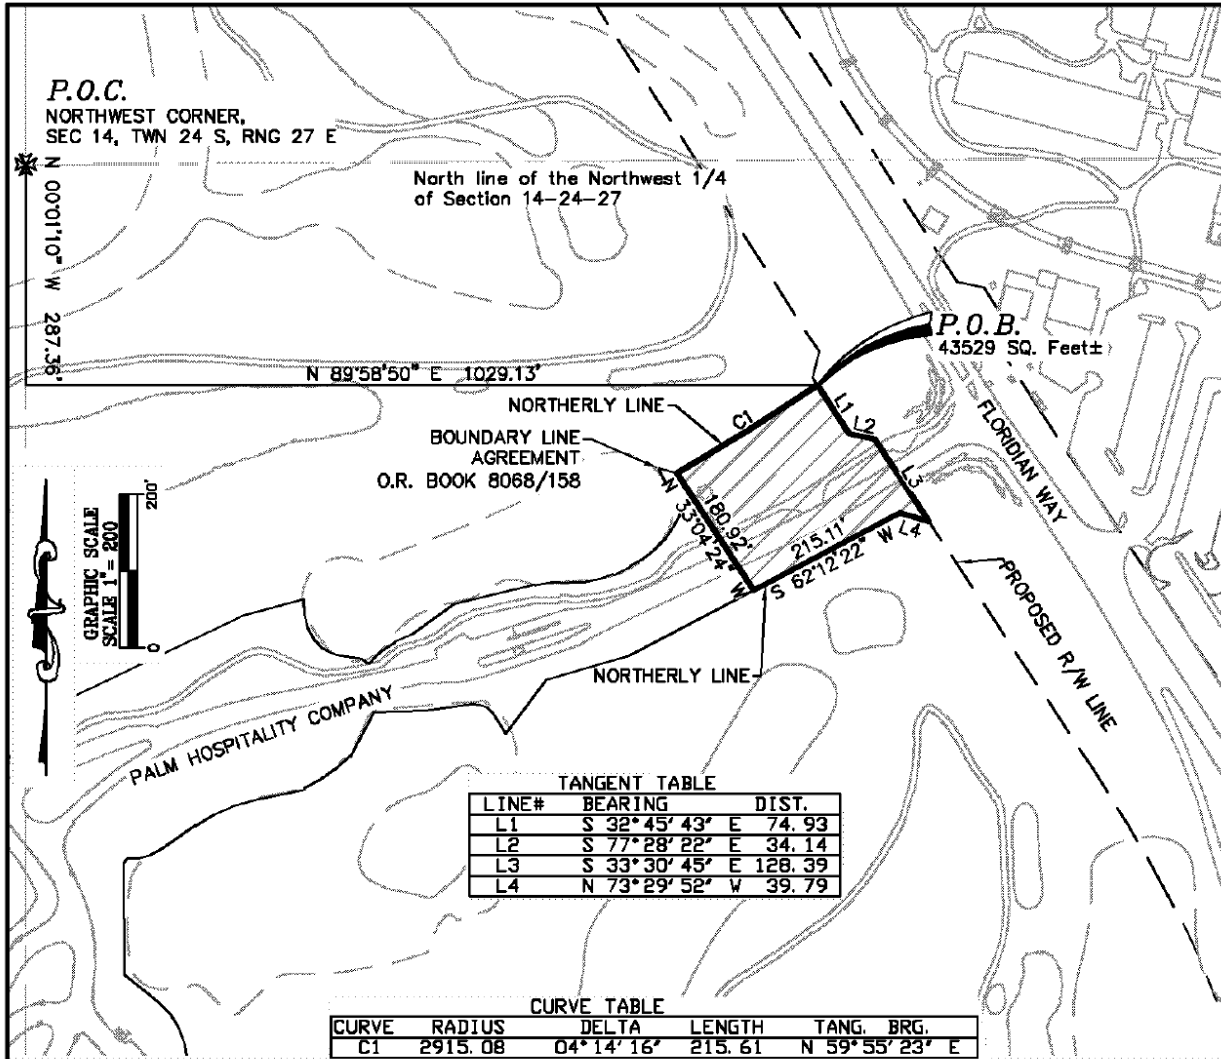 P.O.C.
NORTHWEST CORNER,
SEC 14, TWN 24 S, RNG 27 E
North line of the Northwest 1/4
of Section 14-24-27
N 00°01'10" W 287.36'
P.O.B.
43529 SQ. Feet±
N 89°58'50" E 1029.13'
NORTHERLY LINE
C1
L1
L2
BOUNDARY LINE
AGREEMENT
O.R. BOOK 8068/158
FLORIDIAN WAY
L3
N 33°04'24" W
180.92'
215.11'
S 62°12'22" W
L4
GRAPHIC SCALE
SCALE 1" = 200
0
200'
PROPOSED R/W LINE
NORTHERLY LINE
PALM HOSPITALITY COMPANY
TANGENT TABLE
LINE# BEARING DIST.
L1 S 32°45'43" E 74.93
L2 S 77°28'22" E 34.14
L3 S 33°30'45" E 128.39
L4 N 73°29'52" W 39.79
CURVE TABLE
CURVE RADIUS DELTA LENGTH TANG. BRG.
C1 2915.08 04°14'16" 215.61 N 59°55'23" E